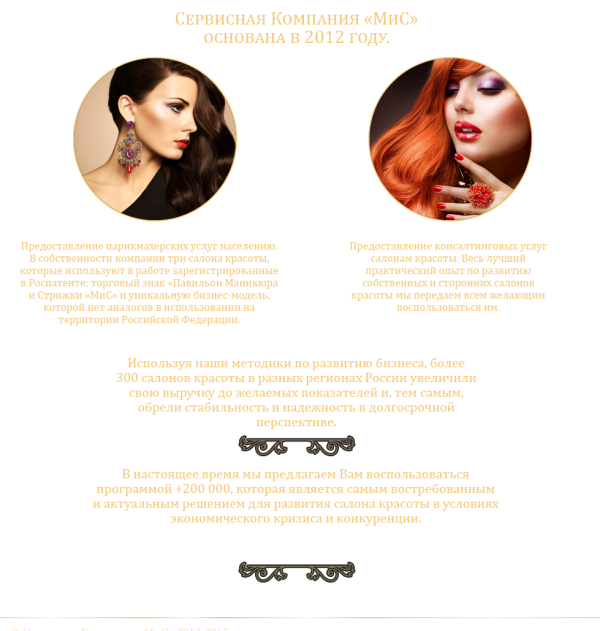 Сервисная Компания «МиС»
основана в 2012 году.
Предоставление парикмахерских услуг населению.
В собственности компании три салона красоты,
которые используют в работе зарегистрированные
в Роспатенте: торговый знак «Павильон Маникюра
и Стрижки «МиС» и уникальную бизнес-модель,
которой нет аналогов в использовании на
территории Российской Федерации.
Предоставление консалтинговых услуг
салонам красоты. Весь лучший
практический опыт по развитию
собственных и сторонних салонов
красоты мы передаем всем желающим
воспользоваться им.
Используя наши методики по развитию бизнеса, более
300 салонов красоты в разных регионах России увеличили
свою выручку до желаемых показателей и, тем самым,
обрели стабильность и надежность в долгосрочной
перспективе.
В настоящее время мы предлагаем Вам воспользоваться
программой +200 000, которая является самым востребованным
и актуальным решением для развития салона красоты в условиях
экономического кризиса и конкуренции.